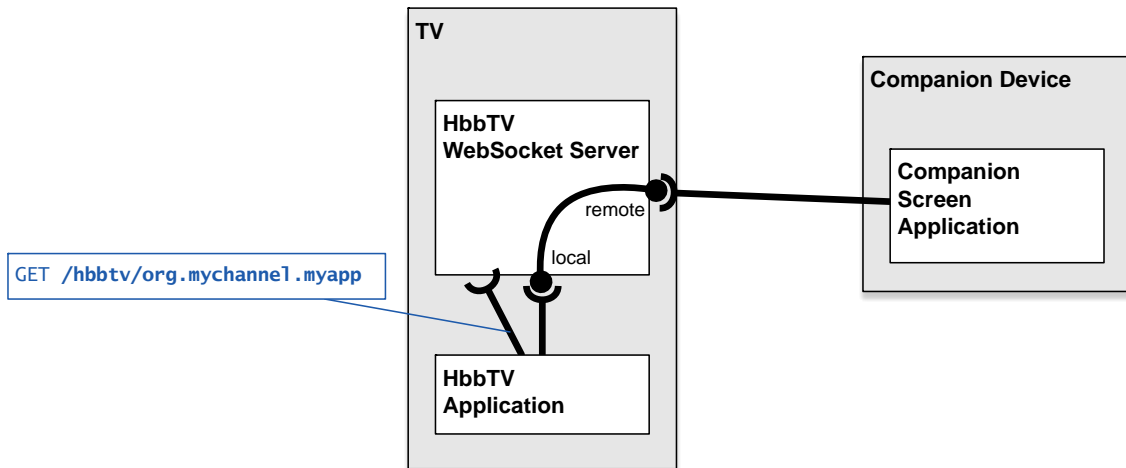 TV
HbbTV
WebSocket Server
remote
local
GET /hbbtv/org.mychannel.myapp
HbbTV
Application
Companion Device
Companion
Screen
Application